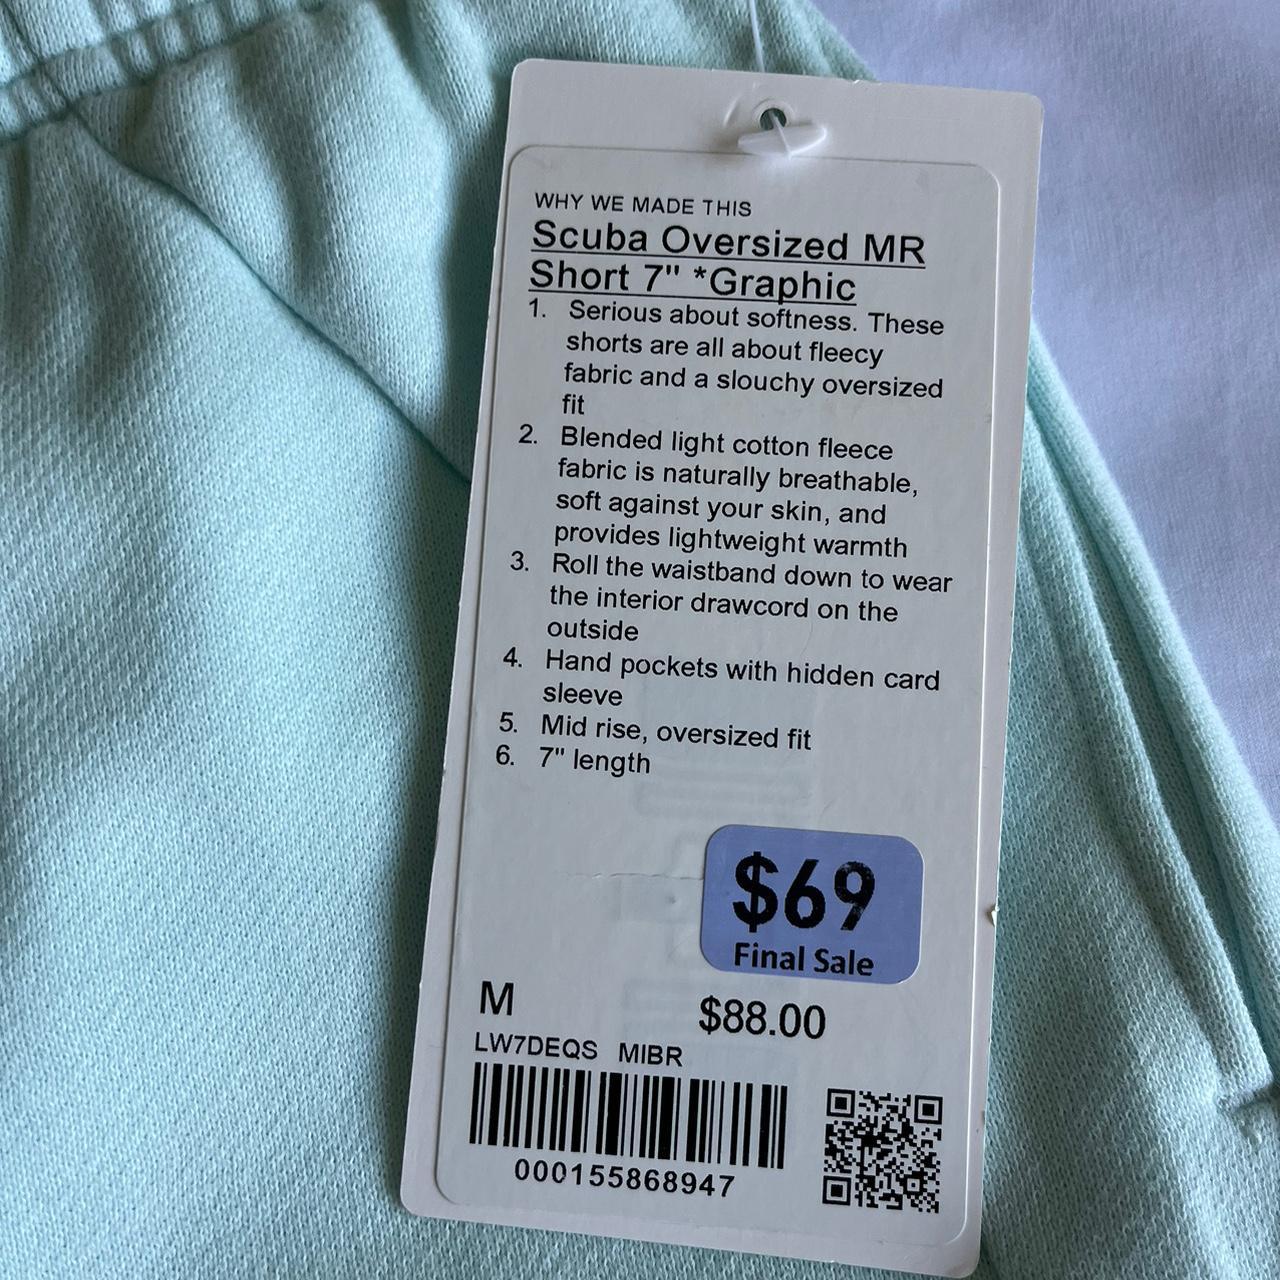 WHY WE MADE THIS
Scuba Oversized MR
Short 7" *Graphic
1. Serious about softness. These
shorts are all about fleecy
fabric and a slouchy oversized
fit
2. Blended light cotton fleece
fabric is naturally breathable,
soft against your skin, and
provides lightweight warmth
3. Roll the waistband down to wear
the interior drawcord on the
outside
4. Hand pockets with hidden card
sleeve
5. Mid rise, oversized fit
6. 7" length
$69
Final Sale
M $88.00
LW7DEQS MIBR
000155868947